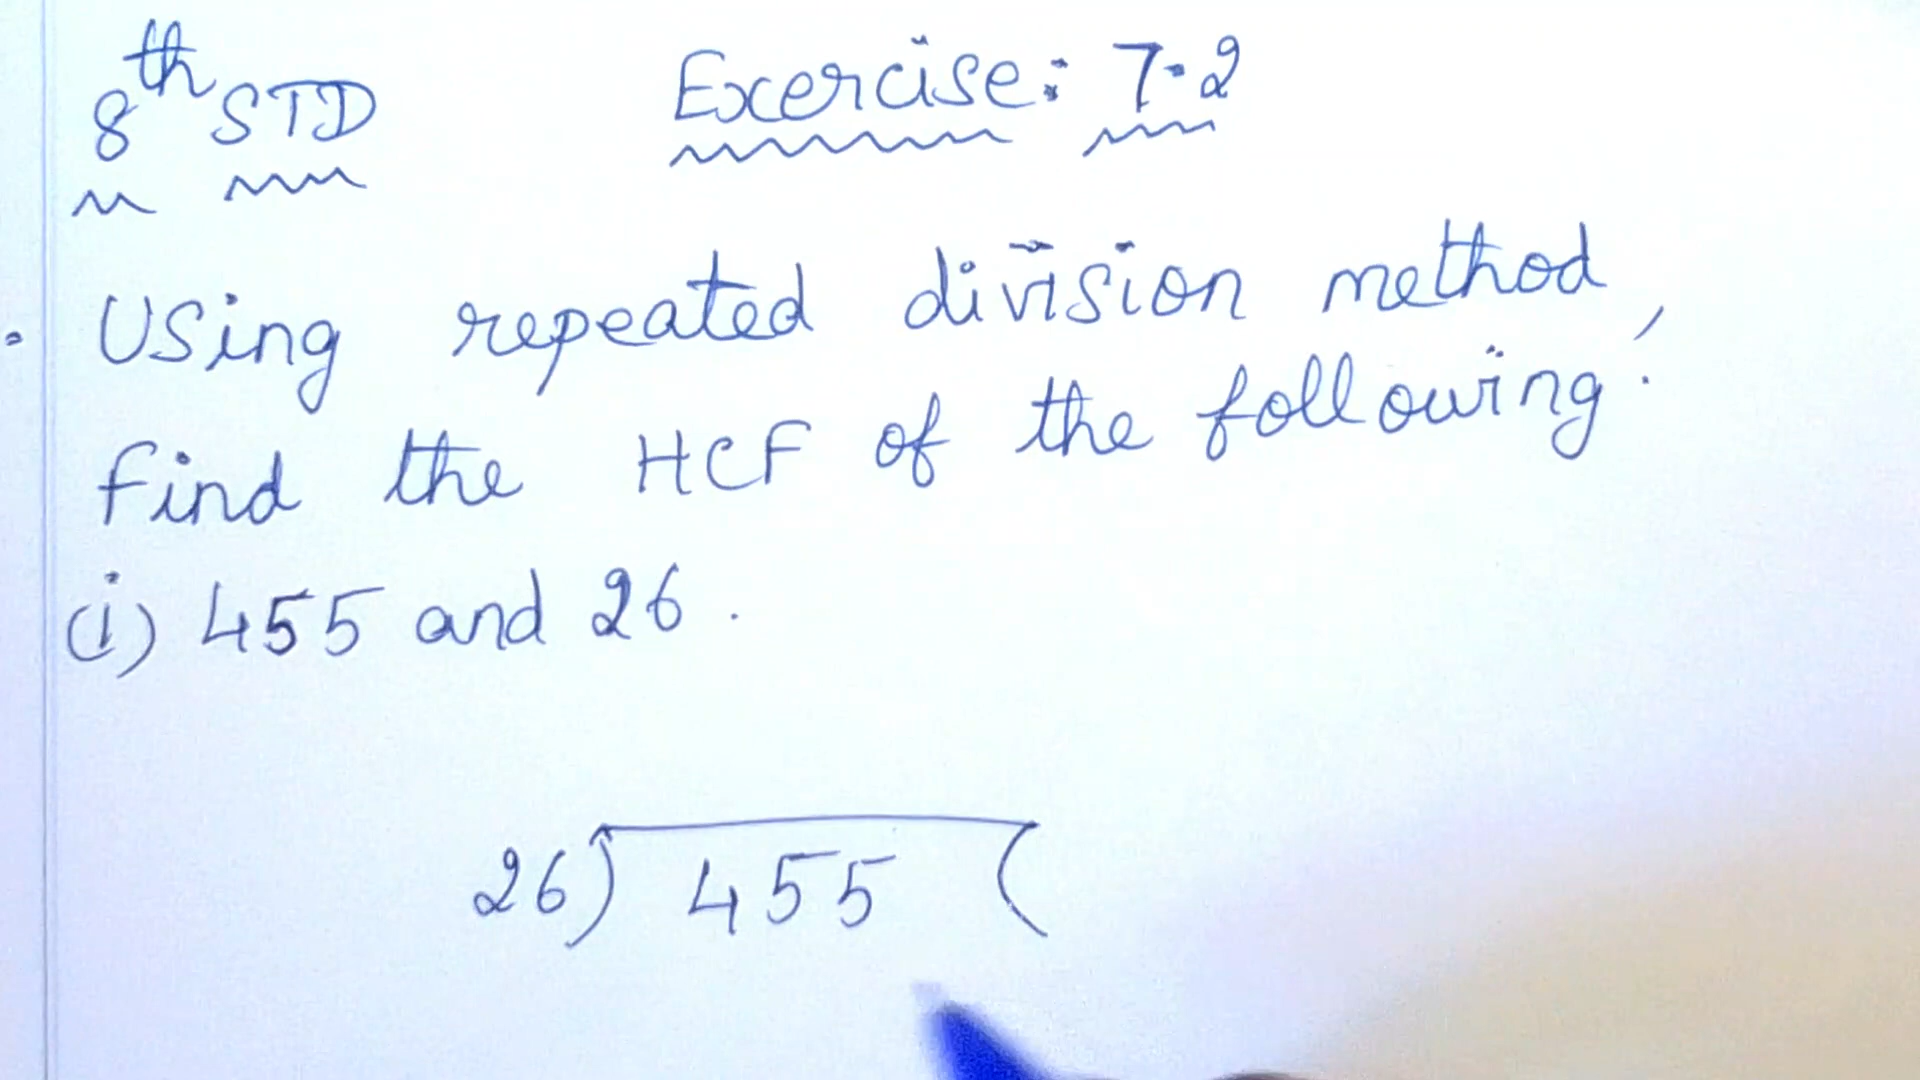 8th STD Exercise: 7.2
Using repeated division method,
find the HCF of the following.
(i) 455 and 26.
26) 455 (